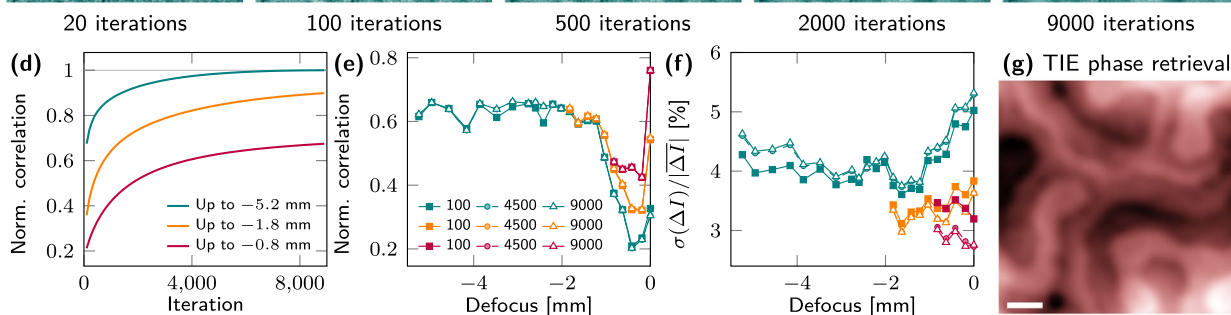 20 iterations 100 iterations 500 iterations 2000 iterations 9000 iterations
(d)
Norm. correlation
1
0.8
0.6
0.4
0.2
Up to −5.2 mm
Up to −1.8 mm
Up to −0.8 mm
0 4,000 8,000
Iteration
(e)
Norm. correlation
0.8
0.6
0.4
0.2
100 4500 9000
100 4500 9000
100 4500 9000
−4 −2 0
Defocus [mm]
(f)
σ(ΔI)/|\overline{ΔI}| [%]
6
5
4
3
−4 −2 0
Defocus [mm]
(g) TIE phase retrieval